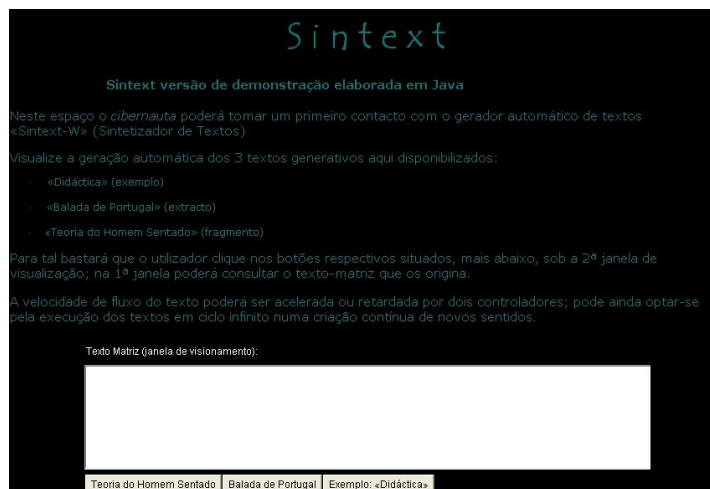 Sintext
Sintext versão de demonstração elaborada em Java
Neste espaço o cibernauta poderá tomar um primeiro contacto com o gerador automático de textos
«Sintext-W» (Sintetizador de Textos)
Visualize a geração automática dos 3 textos generativos aqui disponibilizados:
· «Didáctica» (exemplo)
· «Balada de Portugal» (extracto)
· «Teoria do Homem Sentado» (fragmento)
Para tal bastará que o utilizador clique nos botões respectivos situados, mais abaixo, sob a 2ª janela de
visualização; na 1ª janela poderá consultar o texto-matriz que os origina.
A velocidade de fluxo do texto poderá ser acelerada ou retardada por dois controladores; pode ainda optar-se
pela execução dos textos em ciclo infinito numa criação contínua de novos sentidos.
Texto Matriz (janela de visionamento):
Teoria do Homem Sentado Balada de Portugal Exemplo: «Didáctica»